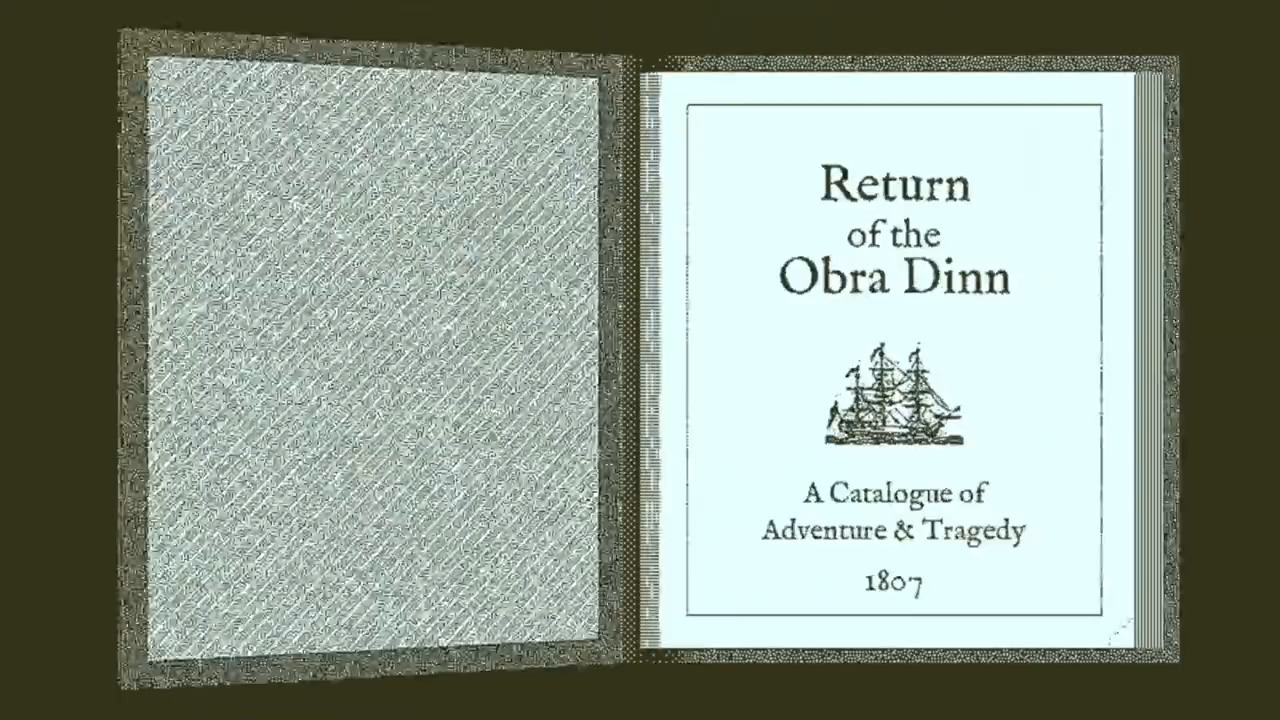 Return
of the
Obra Dinn
A Catalogue of
Adventure & Tragedy
1807